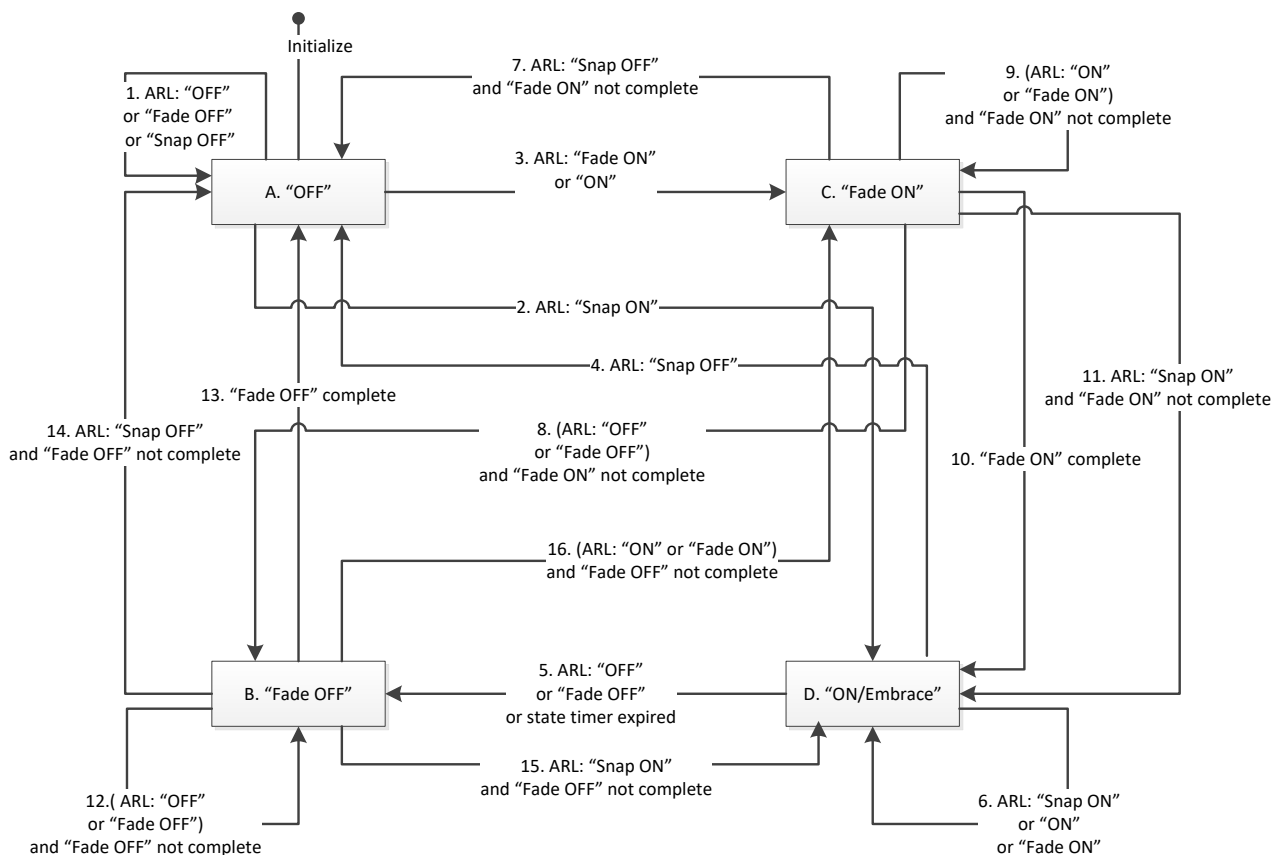 Initialize
1. ARL: “OFF”
or “Fade OFF”
or “Snap OFF”
7. ARL: “Snap OFF”
and “Fade ON” not complete
9. (ARL: “ON”
or “Fade ON”)
and “Fade ON” not complete
3. ARL: “Fade ON”
or “ON”
A. “OFF”
C. “Fade ON”
2. ARL: “Snap ON”
4. ARL: “Snap OFF”
11. ARL: “Snap ON”
and “Fade ON” not complete
13. “Fade OFF” complete
14. ARL: “Snap OFF”
and “Fade OFF” not complete
8. (ARL: “OFF”
or “Fade OFF”)
and “Fade ON” not complete
10. “Fade ON” complete
16. (ARL: “ON” or “Fade ON”)
and “Fade OFF” not complete
B. “Fade OFF”
5. ARL: “OFF”
or “Fade OFF”
or state timer expired
D. “ON/Embrace”
15. ARL: “Snap ON”
and “Fade OFF” not complete
12.( ARL: “OFF”
or “Fade OFF”)
and “Fade OFF” not complete
6. ARL: “Snap ON”
or “ON”
or “Fade ON”